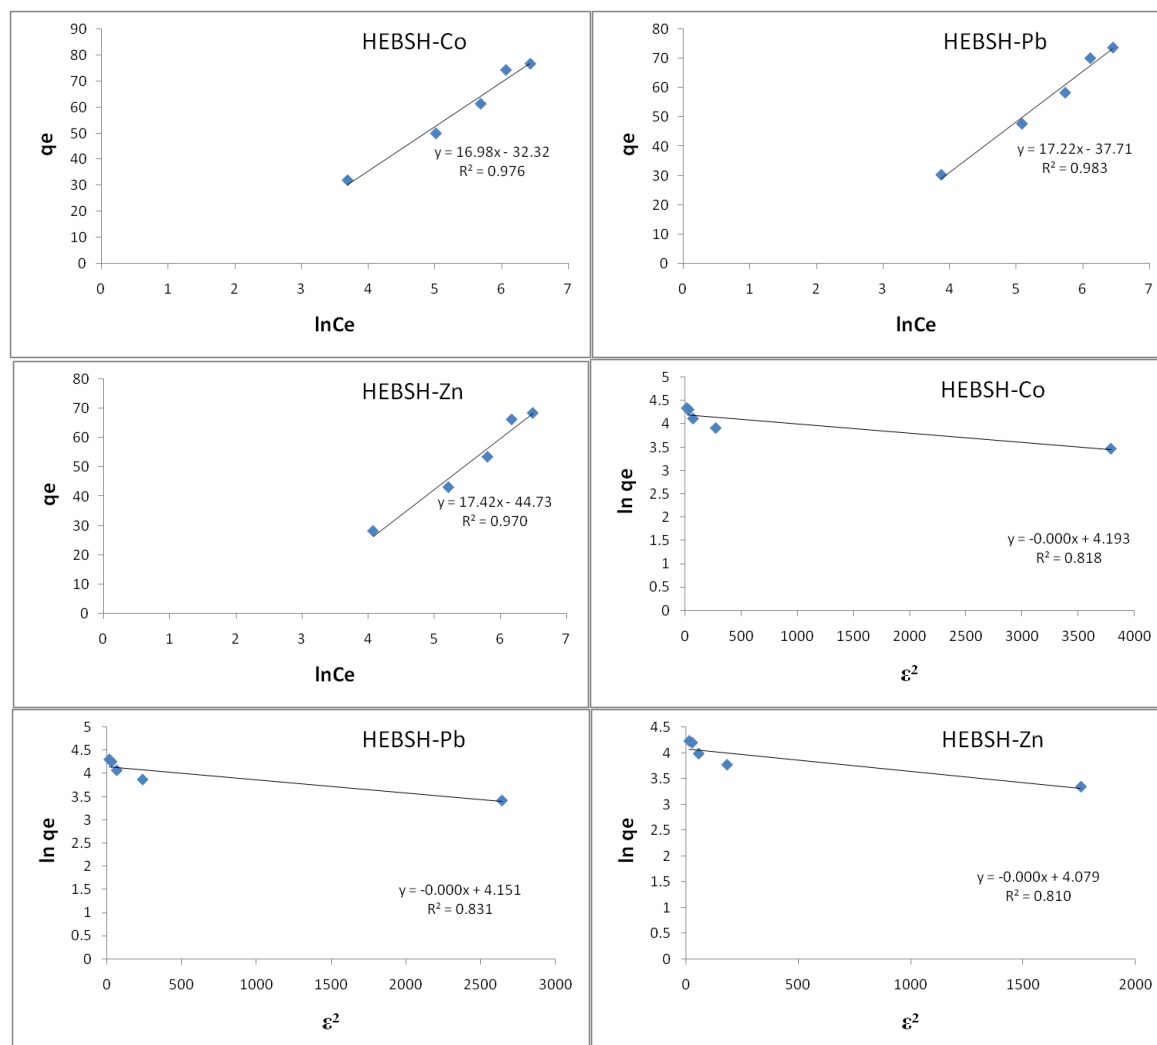 HEBSH-Co
qe
90
80
70
60
50
40
30
20
10
0
y = 16.98x - 32.32
R² = 0.976
0 1 2 3 4 5 6 7
lnCe
HEBSH-Pb
qe
80
70
60
50
40
30
20
10
0
y = 17.22x - 37.71
R² = 0.983
0 1 2 3 4 5 6 7
lnCe
HEBSH-Zn
qe
80
70
60
50
40
30
20
10
0
y = 17.42x - 44.73
R² = 0.970
0 1 2 3 4 5 6 7
lnCe
HEBSH-Co
ln qe
5
4.5
4
3.5
3
2.5
2
1.5
1
0.5
0
y = -0.000x + 4.193
R² = 0.818
0 500 1000 1500 2000 2500 3000 3500 4000
ε²
HEBSH-Pb
ln qe
5
4.5
4
3.5
3
2.5
2
1.5
1
0.5
0
y = -0.000x + 4.151
R² = 0.831
0 500 1000 1500 2000 2500 3000
ε²
HEBSH-Zn
ln qe
4.5
4
3.5
3
2.5
2
1.5
1
0.5
0
y = -0.000x + 4.079
R² = 0.810
0 500 1000 1500 2000
ε²